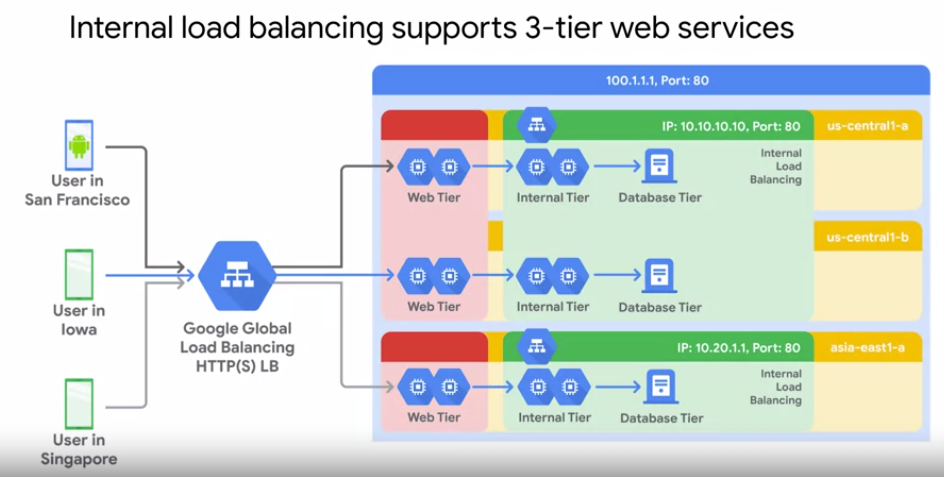 Internal load balancing supports 3-tier web services
100.1.1.1, Port: 80
IP: 10.10.10.10, Port: 80
us-central1-a
User in
San Francisco
Web Tier
Internal Tier
Database Tier
Internal
Load
Balancing
us-central1-b
User in
Iowa
Google Global
Load Balancing
HTTP(S) LB
Web Tier
Internal Tier
Database Tier
IP: 10.20.1.1, Port: 80
asia-east1-a
User in
Singapore
Web Tier
Internal Tier
Database Tier
Internal
Load
Balancing